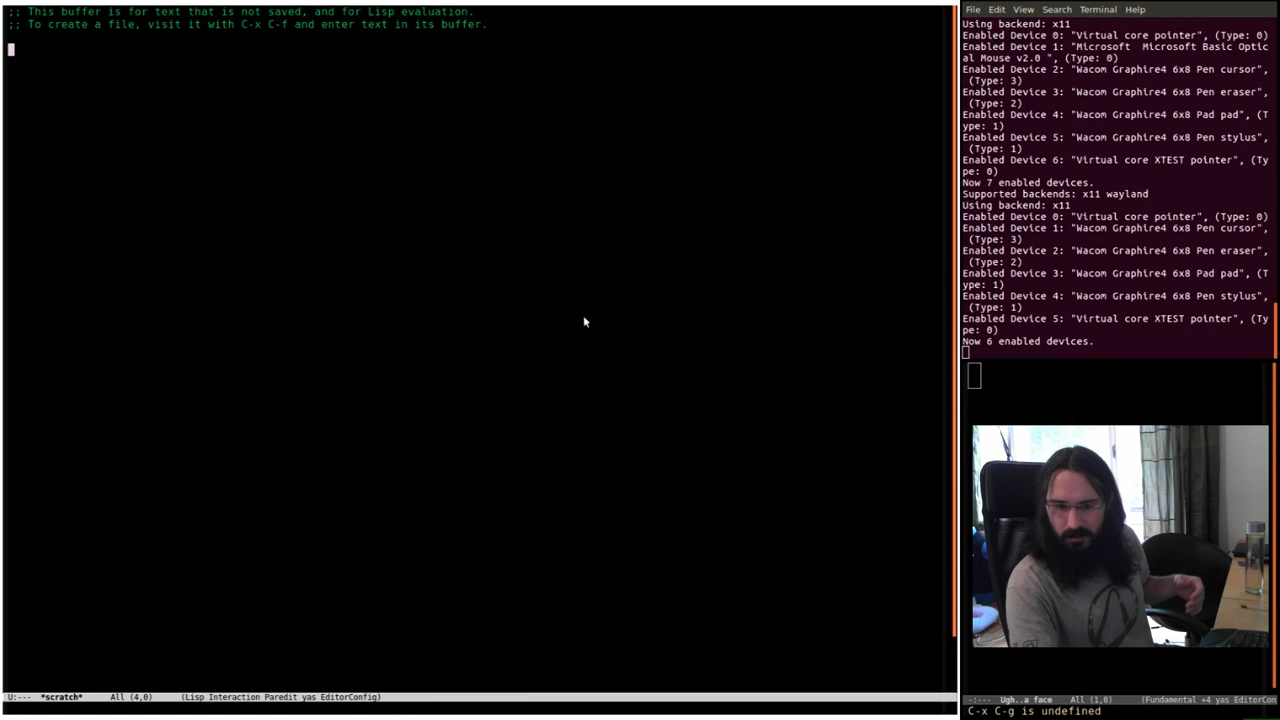 ;; This buffer is for text that is not saved, and for Lisp evaluation.
;; To create a file, visit it with C-x C-f and enter text in its buffer.
U:--- *scratch* All (4,0) (Lisp Interaction Paredit yas EditorConfig)
File Edit View Search Terminal Help
Using backend: x11
Enabled Device 0: "Virtual core pointer", (Type: 0)
Enabled Device 1: "Microsoft  Microsoft Basic Optic
al Mouse v2.0 ", (Type: 0)
Enabled Device 2: "Wacom Graphire4 6x8 Pen cursor",
 (Type: 3)
Enabled Device 3: "Wacom Graphire4 6x8 Pen eraser",
 (Type: 2)
Enabled Device 4: "Wacom Graphire4 6x8 Pad pad", (T
ype: 1)
Enabled Device 5: "Wacom Graphire4 6x8 Pen stylus",
 (Type: 1)
Enabled Device 6: "Virtual core XTEST pointer", (Ty
pe: 0)
Now 7 enabled devices.
Supported backends: x11 wayland
Using backend: x11
Enabled Device 0: "Virtual core pointer", (Type: 0)
Enabled Device 1: "Wacom Graphire4 6x8 Pen cursor",
 (Type: 3)
Enabled Device 2: "Wacom Graphire4 6x8 Pen eraser",
 (Type: 2)
Enabled Device 3: "Wacom Graphire4 6x8 Pad pad", (T
ype: 1)
Enabled Device 4: "Wacom Graphire4 6x8 Pen stylus",
 (Type: 1)
Enabled Device 5: "Virtual core XTEST pointer", (Ty
pe: 0)
Now 6 enabled devices.
-:--- Ugh..a face All (1,0) (Fundamental +4 yas EditorCon
C-x C-g is undefined